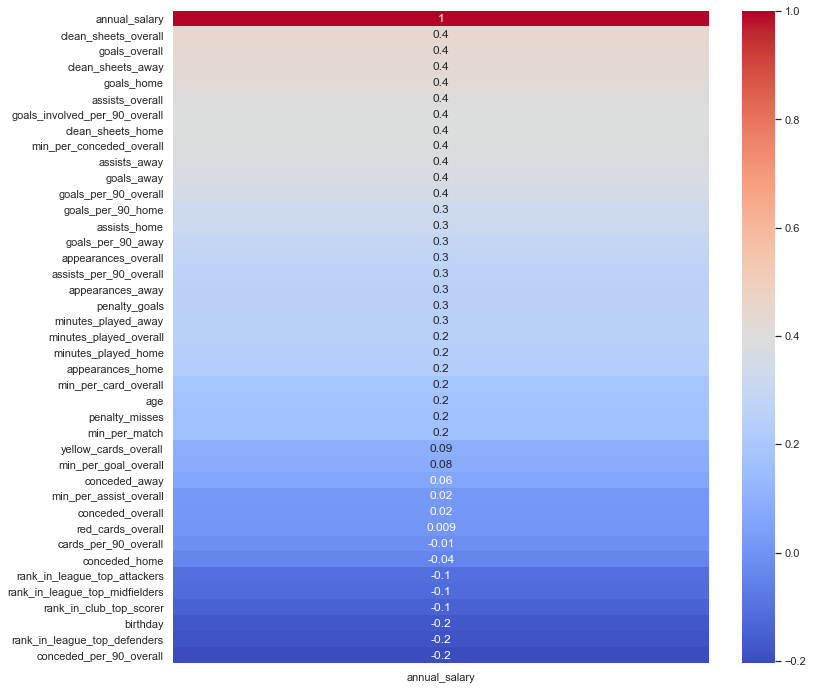 annual_salary 1
clean_sheets_overall 0.4
goals_overall 0.4
clean_sheets_away 0.4
goals_home 0.4
assists_overall 0.4
goals_involved_per_90_overall 0.4
clean_sheets_home 0.4
min_per_conceded_overall 0.4
assists_away 0.4
goals_away 0.4
goals_per_90_overall 0.4
goals_per_90_home 0.3
assists_home 0.3
goals_per_90_away 0.3
appearances_overall 0.3
assists_per_90_overall 0.3
appearances_away 0.3
penalty_goals 0.3
minutes_played_away 0.3
minutes_played_overall 0.2
minutes_played_home 0.2
appearances_home 0.2
min_per_card_overall 0.2
age 0.2
penalty_misses 0.2
min_per_match 0.2
yellow_cards_overall 0.09
min_per_goal_overall 0.08
conceded_away 0.06
min_per_assist_overall 0.02
conceded_overall 0.02
red_cards_overall 0.009
cards_per_90_overall -0.01
conceded_home -0.04
rank_in_league_top_attackers -0.1
rank_in_league_top_midfielders -0.1
rank_in_club_top_scorer -0.1
birthday -0.2
rank_in_league_top_defenders -0.2
conceded_per_90_overall -0.2
annual_salary
1.0
0.8
0.6
0.4
0.2
0.0
−0.2